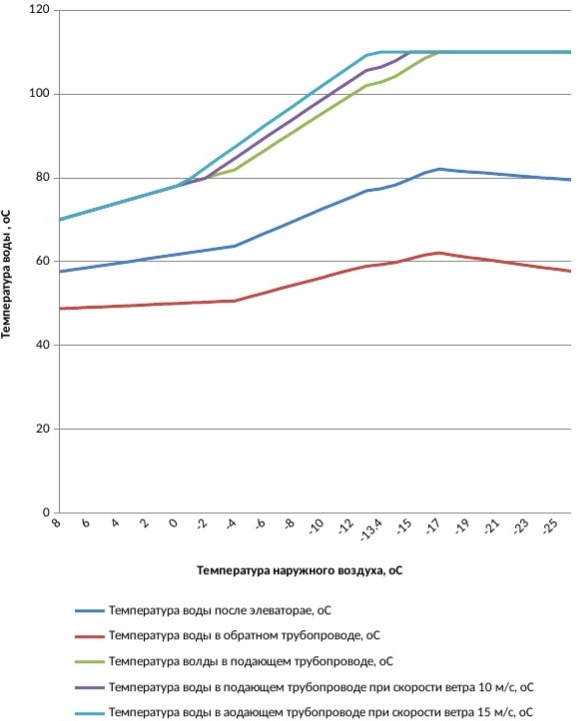 120
100
80
60
40
20
0
Температура воды , оС
8 6 4 2 0 -2 -4 -6 -8 -10 -12 -13.4 -15 -17 -19 -21 -23 -25
Температура наружного воздуха, оС
Температура воды после элеваторае, оС
Температура воды в обратном трубопроводе, оС
Температура волды в подающем трубопроводе, оС
Температура воды в подающем трубопроводе при скорости ветра 10 м/с, оС
Температура воды в аодающем трубопроводе при скорости ветра 15 м/с, оС